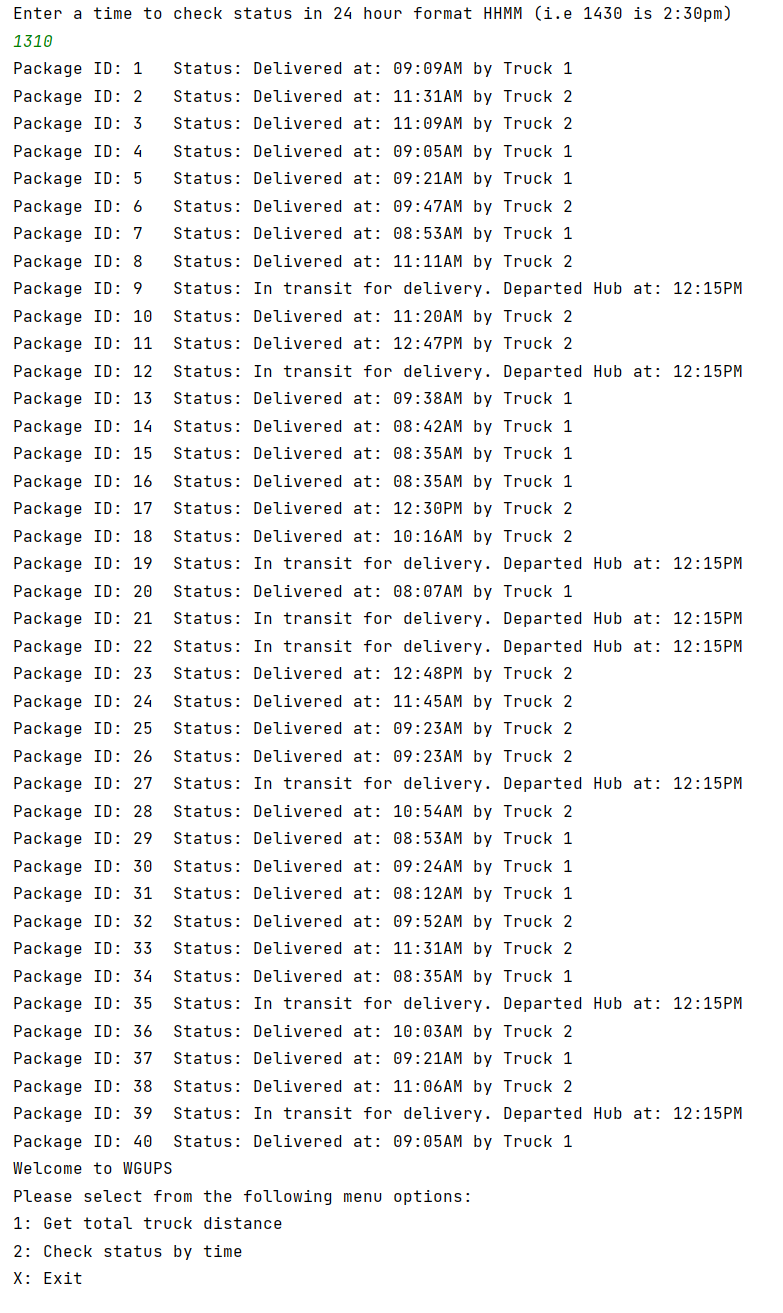 Enter a time to check status in 24 hour format HHMM (i.e 1430 is 2:30pm)
1310
Package ID: 1   Status: Delivered at: 09:09AM by Truck 1
Package ID: 2   Status: Delivered at: 11:31AM by Truck 2
Package ID: 3   Status: Delivered at: 11:09AM by Truck 2
Package ID: 4   Status: Delivered at: 09:05AM by Truck 1
Package ID: 5   Status: Delivered at: 09:21AM by Truck 1
Package ID: 6   Status: Delivered at: 09:47AM by Truck 2
Package ID: 7   Status: Delivered at: 08:53AM by Truck 1
Package ID: 8   Status: Delivered at: 11:11AM by Truck 2
Package ID: 9   Status: In transit for delivery. Departed Hub at: 12:15PM
Package ID: 10  Status: Delivered at: 11:20AM by Truck 2
Package ID: 11  Status: Delivered at: 12:47PM by Truck 2
Package ID: 12  Status: In transit for delivery. Departed Hub at: 12:15PM
Package ID: 13  Status: Delivered at: 09:38AM by Truck 1
Package ID: 14  Status: Delivered at: 08:42AM by Truck 1
Package ID: 15  Status: Delivered at: 08:35AM by Truck 1
Package ID: 16  Status: Delivered at: 08:35AM by Truck 1
Package ID: 17  Status: Delivered at: 12:30PM by Truck 2
Package ID: 18  Status: Delivered at: 10:16AM by Truck 2
Package ID: 19  Status: In transit for delivery. Departed Hub at: 12:15PM
Package ID: 20  Status: Delivered at: 08:07AM by Truck 1
Package ID: 21  Status: In transit for delivery. Departed Hub at: 12:15PM
Package ID: 22  Status: In transit for delivery. Departed Hub at: 12:15PM
Package ID: 23  Status: Delivered at: 12:48PM by Truck 2
Package ID: 24  Status: Delivered at: 11:45AM by Truck 2
Package ID: 25  Status: Delivered at: 09:23AM by Truck 2
Package ID: 26  Status: Delivered at: 09:23AM by Truck 2
Package ID: 27  Status: In transit for delivery. Departed Hub at: 12:15PM
Package ID: 28  Status: Delivered at: 10:54AM by Truck 2
Package ID: 29  Status: Delivered at: 08:53AM by Truck 1
Package ID: 30  Status: Delivered at: 09:24AM by Truck 1
Package ID: 31  Status: Delivered at: 08:12AM by Truck 1
Package ID: 32  Status: Delivered at: 09:52AM by Truck 2
Package ID: 33  Status: Delivered at: 11:31AM by Truck 2
Package ID: 34  Status: Delivered at: 08:35AM by Truck 1
Package ID: 35  Status: In transit for delivery. Departed Hub at: 12:15PM
Package ID: 36  Status: Delivered at: 10:03AM by Truck 2
Package ID: 37  Status: Delivered at: 09:21AM by Truck 1
Package ID: 38  Status: Delivered at: 11:06AM by Truck 2
Package ID: 39  Status: In transit for delivery. Departed Hub at: 12:15PM
Package ID: 40  Status: Delivered at: 09:05AM by Truck 1
Welcome to WGUPS
Please select from the following menu options:
1: Get total truck distance
2: Check status by time
X: Exit